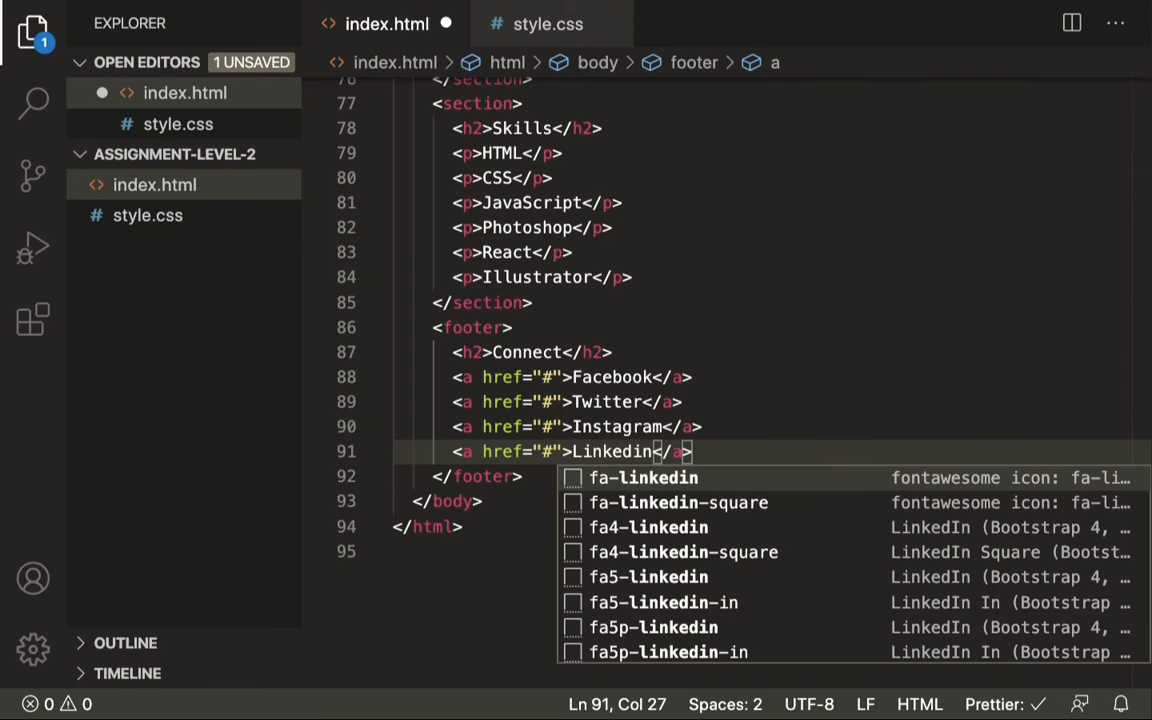 EXPLORER
index.html
style.css
1
OPEN EDITORS 1 UNSAVED
index.html > html > body > footer > a
index.html
style.css
ASSIGNMENT-LEVEL-2
index.html
style.css
76 </section>
77 <section>
78 <h2>Skills</h2>
79 <p>HTML</p>
80 <p>CSS</p>
81 <p>JavaScript</p>
82 <p>Photoshop</p>
83 <p>React</p>
84 <p>Illustrator</p>
85 </section>
86 <footer>
87 <h2>Connect</h2>
88 <a href="#">Facebook</a>
89 <a href="#">Twitter</a>
90 <a href="#">Instagram</a>
91 <a href="#">Linkedin</a>
92 </footer>
93 </body>
94 </html>
95
fa-linkedin fontawesome icon: fa-li…
fa-linkedin-square fontawesome icon: fa-li…
fa4-linkedin LinkedIn (Bootstrap 4, …
fa4-linkedin-square LinkedIn Square (Bootst…
fa5-linkedin LinkedIn (Bootstrap 4, …
fa5-linkedin-in LinkedIn In (Bootstrap …
fa5p-linkedin LinkedIn (Bootstrap 4, …
fa5p-linkedin-in LinkedIn In (Bootstrap …
OUTLINE
TIMELINE
0 0 Ln 91, Col 27 Spaces: 2 UTF-8 LF HTML Prettier: ✓